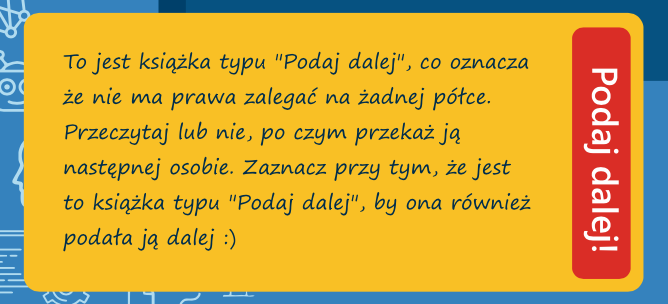 To jest książka typu "Podaj dalej", co oznacza
że nie ma prawa zalegać na żadnej półce.
Przeczytaj lub nie, po czym przekaż ją
następnej osobie. Zaznacz przy tym, że jest
to książka typu "Podaj dalej", by ona również
podała ją dalej :)
Podaj dalej!